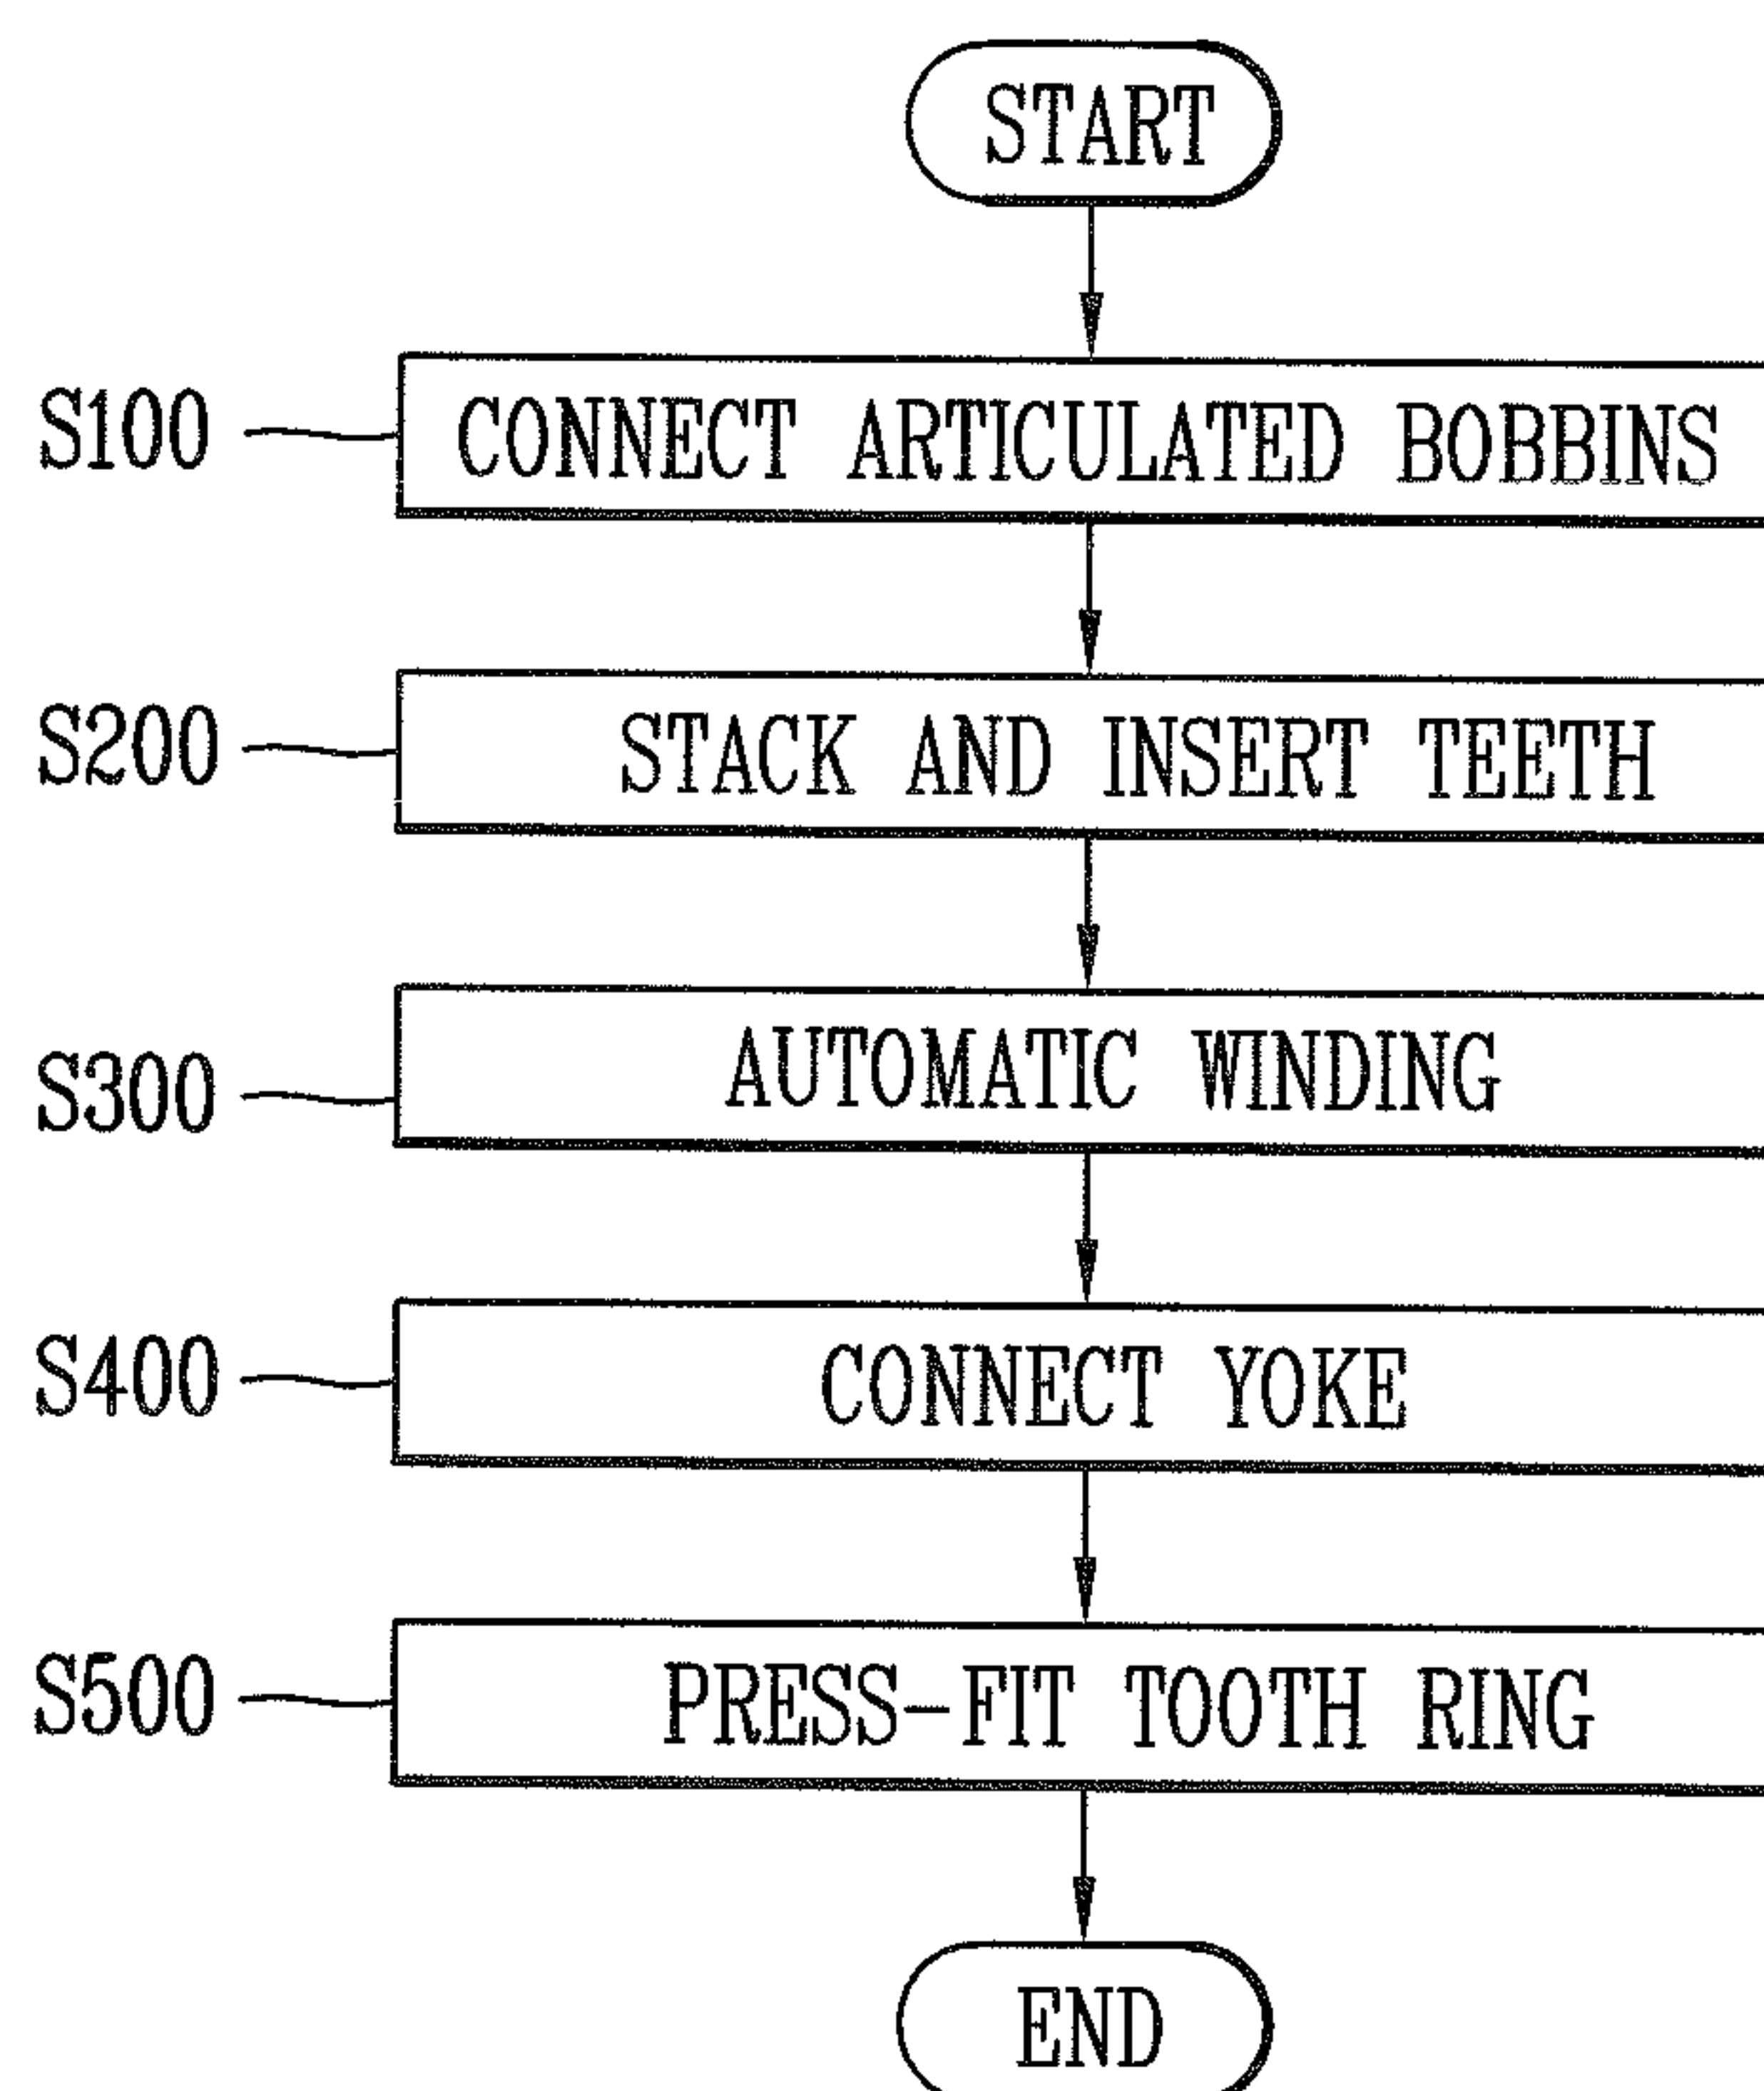 START
S100 CONNECT ARTICULATED BOBBINS
S200 STACK AND INSERT TEETH
S300 AUTOMATIC WINDING
S400 CONNECT YOKE
S500 PRESS-FIT TOOTH RING
END